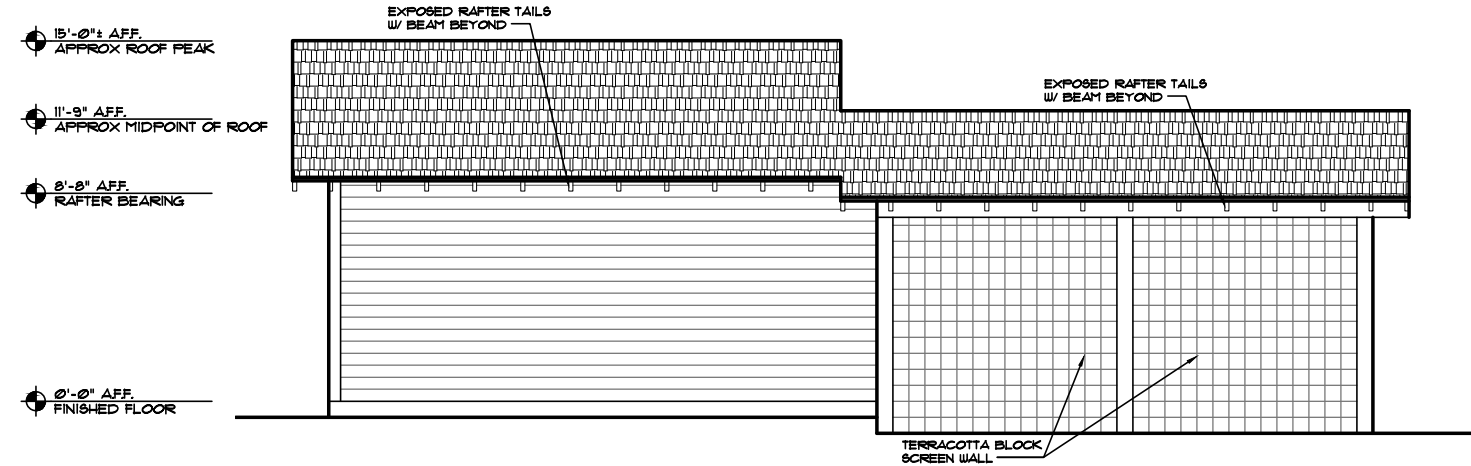 EXPOSED RAFTER TAILS
W/ BEAM BEYOND
15'-0"± A.F.F.
APPROX ROOF PEAK
EXPOSED RAFTER TAILS
W/ BEAM BEYOND
11'-9" A.F.F.
APPROX MIDPOINT OF ROOF
8'-8" A.F.F.
RAFTER BEARING
0'-0" A.F.F.
FINISHED FLOOR
TERRACOTTA BLOCK
SCREEN WALL